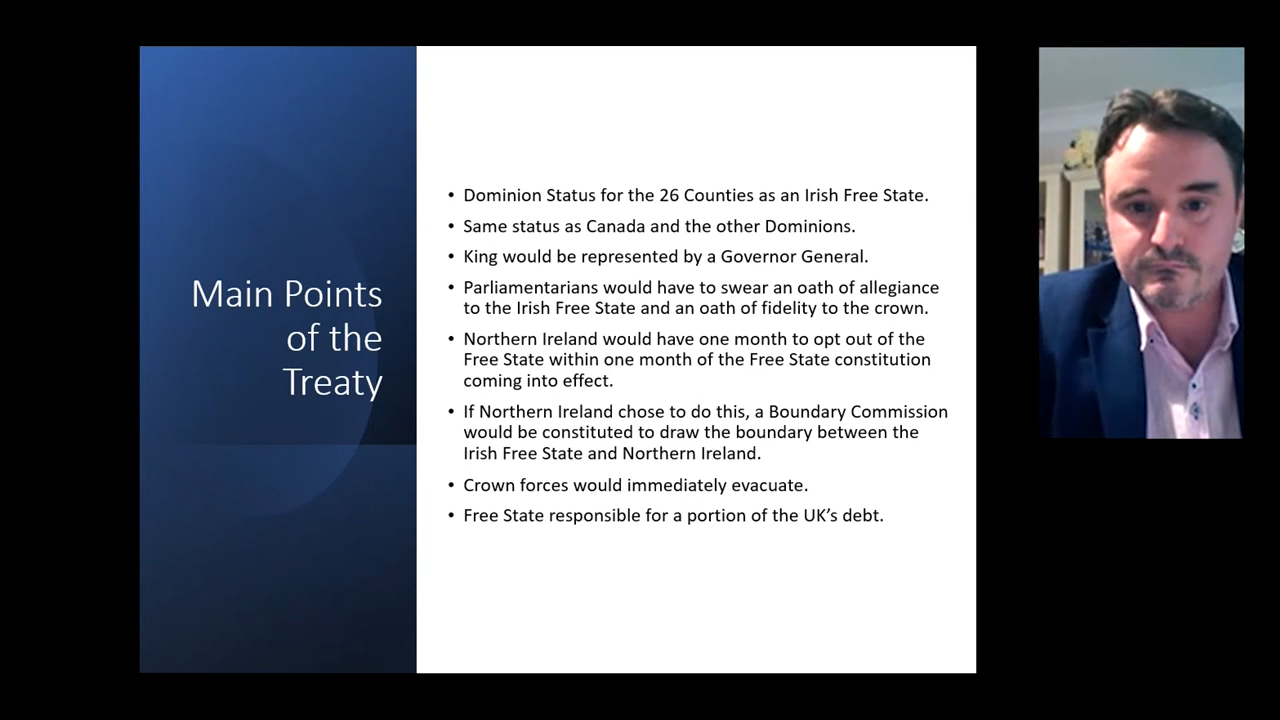 Main Points
of the
Treaty
• Dominion Status for the 26 Counties as an Irish Free State.
• Same status as Canada and the other Dominions.
• King would be represented by a Governor General.
• Parliamentarians would have to swear an oath of allegiance
to the Irish Free State and an oath of fidelity to the crown.
• Northern Ireland would have one month to opt out of the
Free State within one month of the Free State constitution
coming into effect.
• If Northern Ireland chose to do this, a Boundary Commission
would be constituted to draw the boundary between the
Irish Free State and Northern Ireland.
• Crown forces would immediately evacuate.
• Free State responsible for a portion of the UK’s debt.